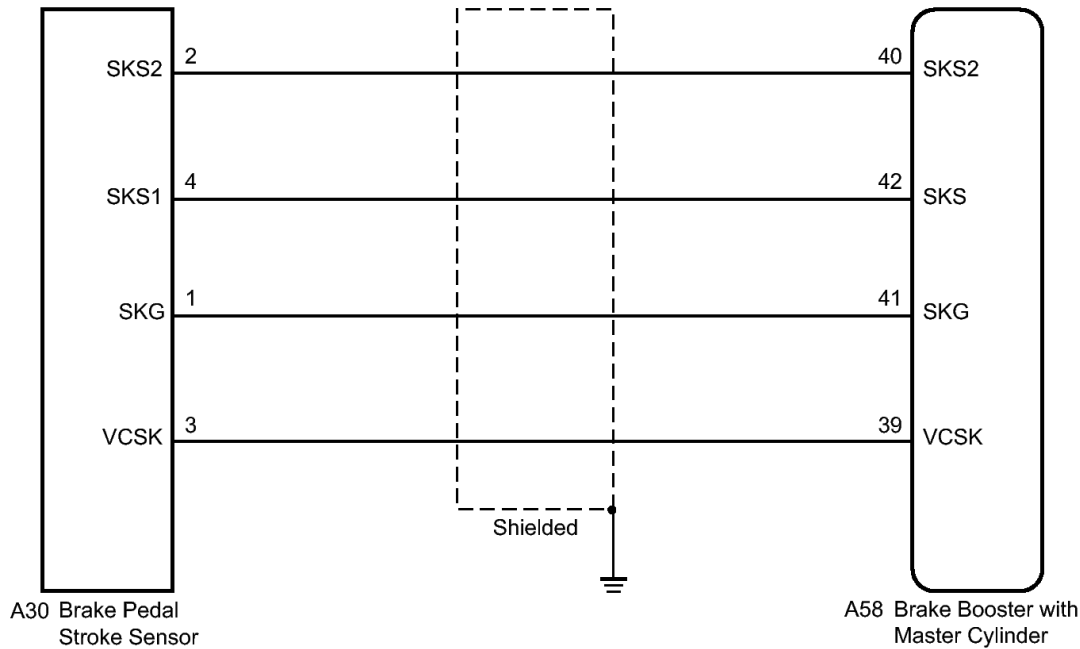 2 40
SKS2 SKS2
4 42
SKS1 SKS
1 41
SKG SKG
3 39
VCSK VCSK
Shielded
A30 Brake Pedal
Stroke Sensor
A58 Brake Booster with
Master Cylinder